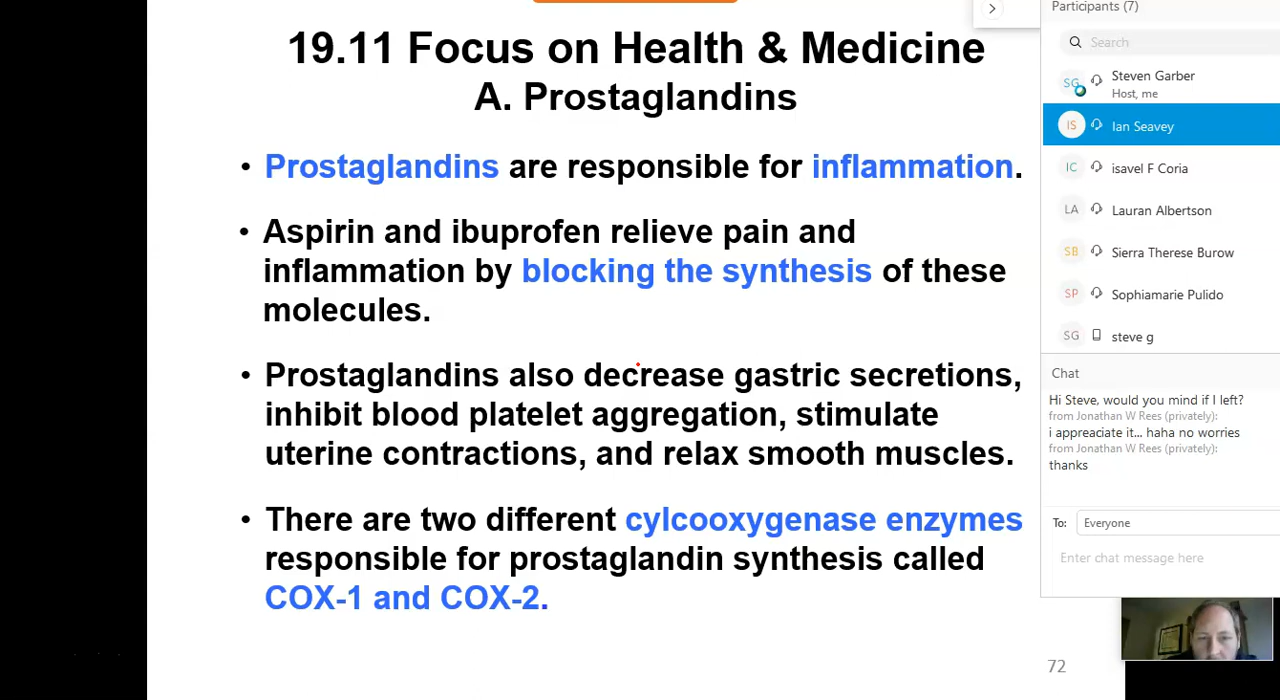 19.11 Focus on Health & Medicine
A. Prostaglandins
• Prostaglandins are responsible for inflammation.
• Aspirin and ibuprofen relieve pain and
inflammation by blocking the synthesis of these
molecules.
• Prostaglandins also decrease gastric secretions,
inhibit blood platelet aggregation, stimulate
uterine contractions, and relax smooth muscles.
• There are two different cylcooxygenase enzymes
responsible for prostaglandin synthesis called
COX-1 and COX-2.
72
Participants (7)
Search
SG Steven Garber
Host, me
IS Ian Seavey
IC isavel F Coria
LA Lauran Albertson
SB Sierra Therese Burow
SP Sophiamarie Pulido
SG steve g
Chat
Hi Steve, would you mind if I left?
from Jonathan W Rees (privately):
i appreaciate it... haha no worries
from Jonathan W Rees (privately):
thanks
To: Everyone
Enter chat message here